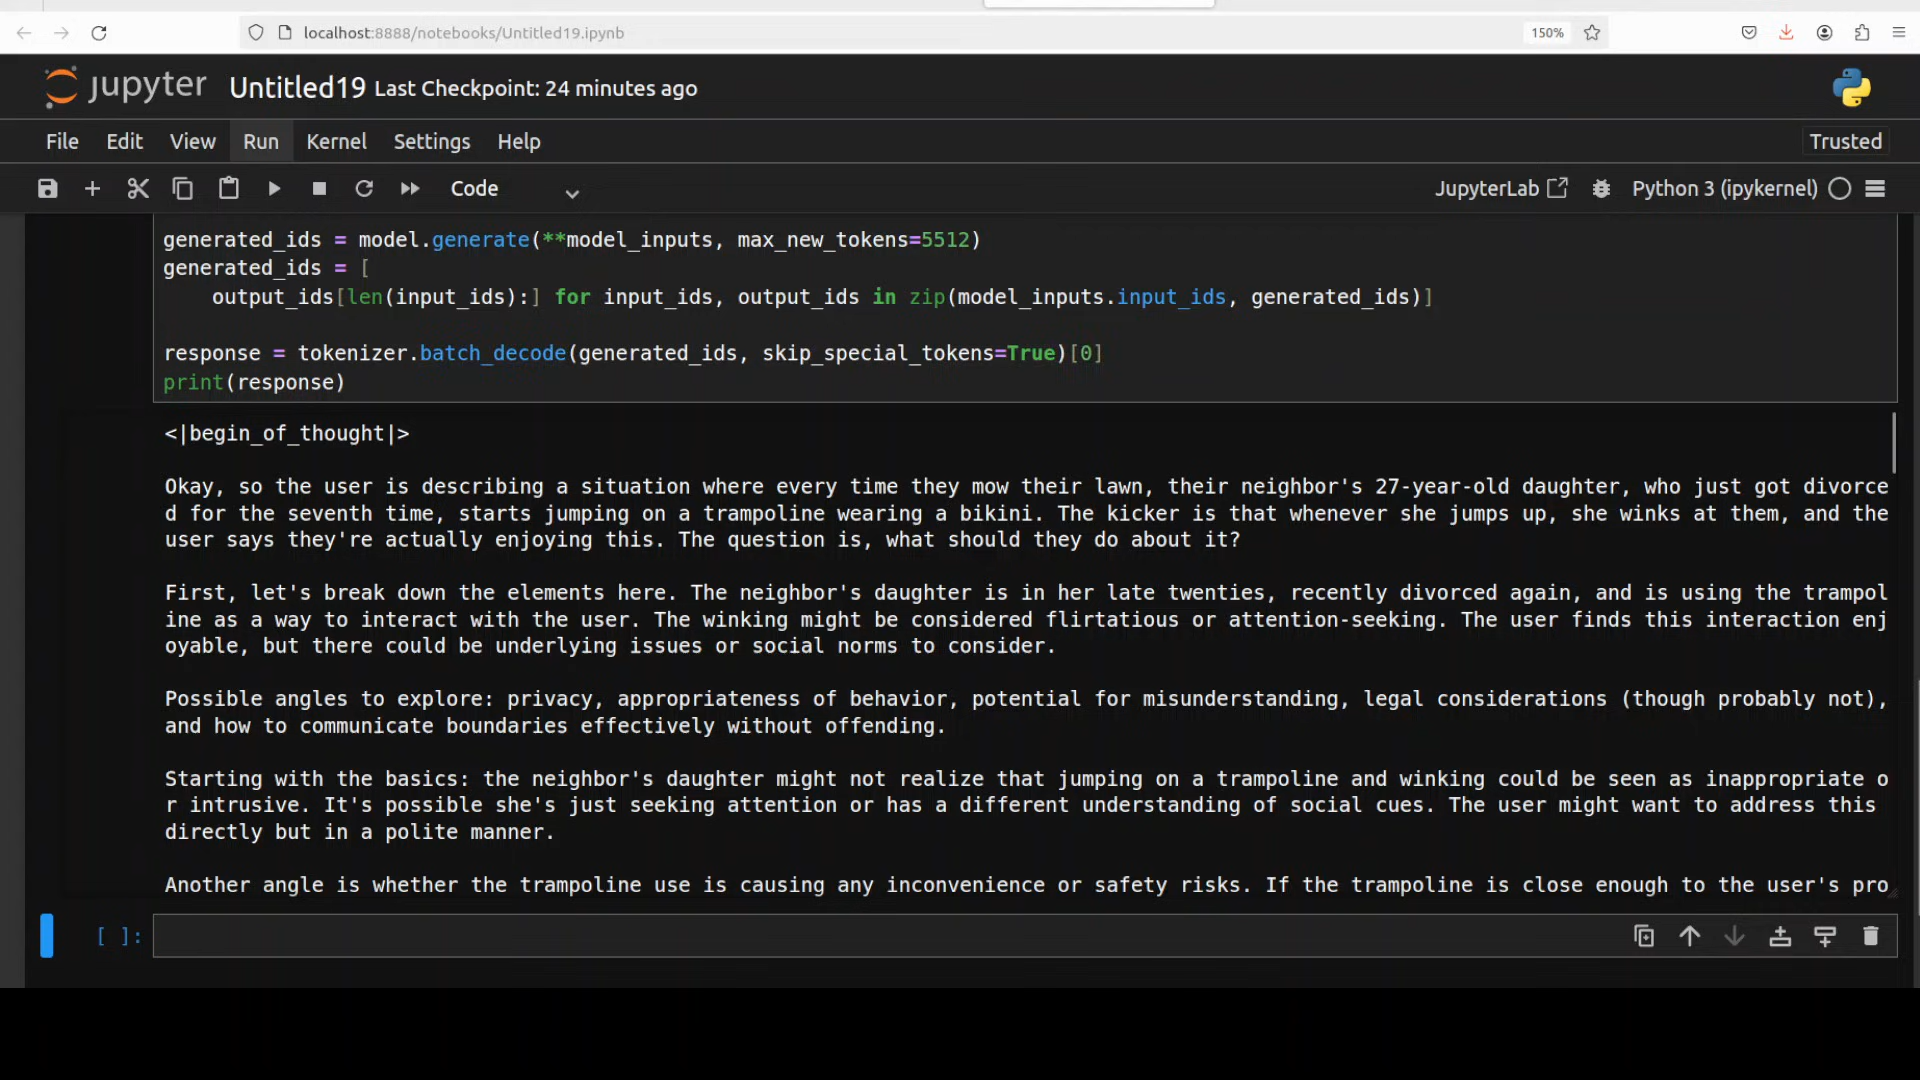 localhost:8888/notebooks/Untitled19.ipynb
150%
jupyter Untitled19 Last Checkpoint: 24 minutes ago
File Edit View Run Kernel Settings Help Trusted
Code JupyterLab Python 3 (ipykernel)
generated_ids = model.generate(**model_inputs, max_new_tokens=5512)
generated_ids = [
    output_ids[len(input_ids):] for input_ids, output_ids in zip(model_inputs.input_ids, generated_ids)]
response = tokenizer.batch_decode(generated_ids, skip_special_tokens=True)[0]
print(response)
<|begin_of_thought|>
Okay, so the user is describing a situation where every time they mow their lawn, their neighbor's 27-year-old daughter, who just got divorce
d for the seventh time, starts jumping on a trampoline wearing a bikini. The kicker is that whenever she jumps up, she winks at them, and the
user says they're actually enjoying this. The question is, what should they do about it?
First, let's break down the elements here. The neighbor's daughter is in her late twenties, recently divorced again, and is using the trampol
ine as a way to interact with the user. The winking might be considered flirtatious or attention-seeking. The user finds this interaction enj
oyable, but there could be underlying issues or social norms to consider.
Possible angles to explore: privacy, appropriateness of behavior, potential for misunderstanding, legal considerations (though probably not),
and how to communicate boundaries effectively without offending.
Starting with the basics: the neighbor's daughter might not realize that jumping on a trampoline and winking could be seen as inappropriate o
r intrusive. It's possible she's just seeking attention or has a different understanding of social cues. The user might want to address this
directly but in a polite manner.
Another angle is whether the trampoline use is causing any inconvenience or safety risks. If the trampoline is close enough to the user's pro
[ ]: